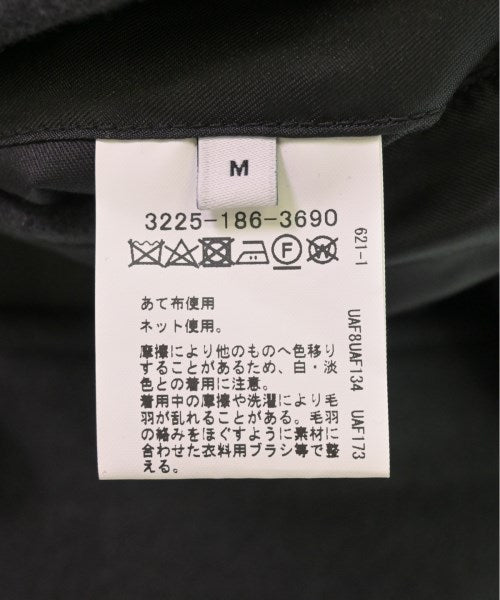 M
3225-186-3690
621-1
あて布使用
ネット使用。
摩擦により他のものへ色移り
することがあるため、白・淡
色との着用に注意。
着用中の摩擦や洗濯により毛
羽が乱れることがある。毛羽
の絡みをほぐすように素材に
合わせた衣料用ブラシ等で整
える。
UAF8UAF134 UAF173